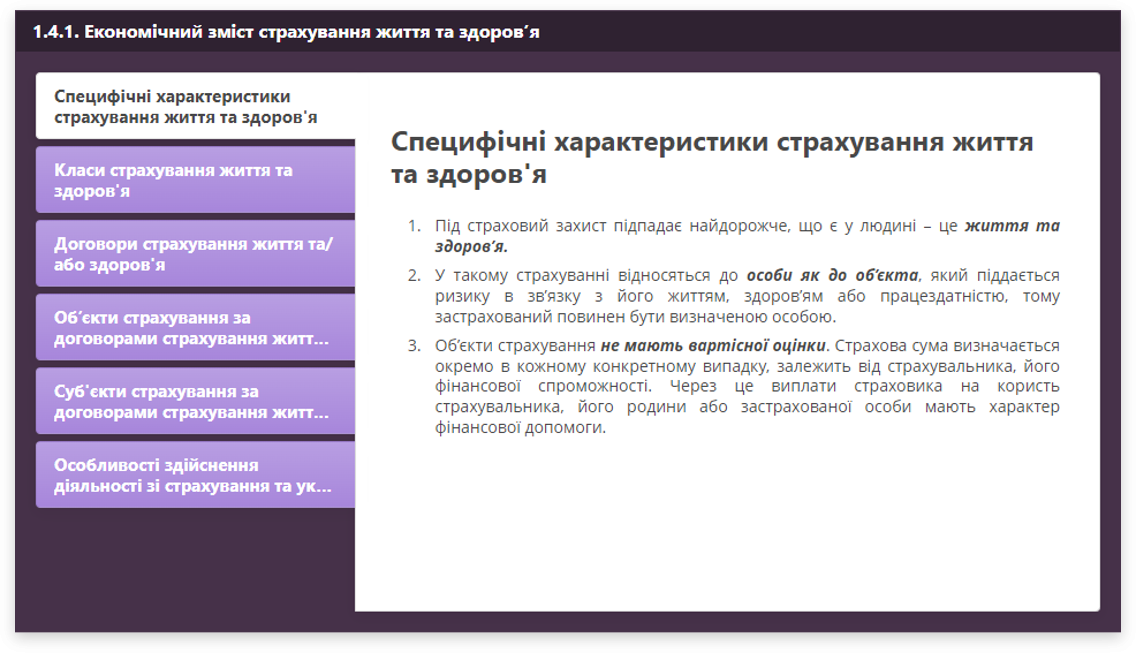 1.4.1. Економічний зміст страхування життя та здоров’я
Специфічні характеристики
страхування життя та здоров'я
Класи страхування життя та
здоров'я
Договори страхування життя та/
або здоров'я
Об’єкти страхування за
договорами страхування житт...
Суб'єкти страхування за
договорами страхування житт...
Особливості здійснення
діяльності зі страхування та ук...
Специфічні характеристики страхування життя
та здоров'я
1. Під страховий захист підпадає найдорожче, що є у людині – це життя та
здоров’я.
2. У такому страхуванні відносяться до особи як до об’єкта, який піддається
ризику в зв’язку з його життям, здоров’ям або працездатністю, тому
застрахований повинен бути визначеною особою.
3. Об’єкти страхування не мають вартісної оцінки. Страхова сума визначається
окремо в кожному конкретному випадку, залежить від страхувальника, його
фінансової спроможності. Через це виплати страховика на користь
страхувальника, його родини або застрахованої особи мають характер
фінансової допомоги.